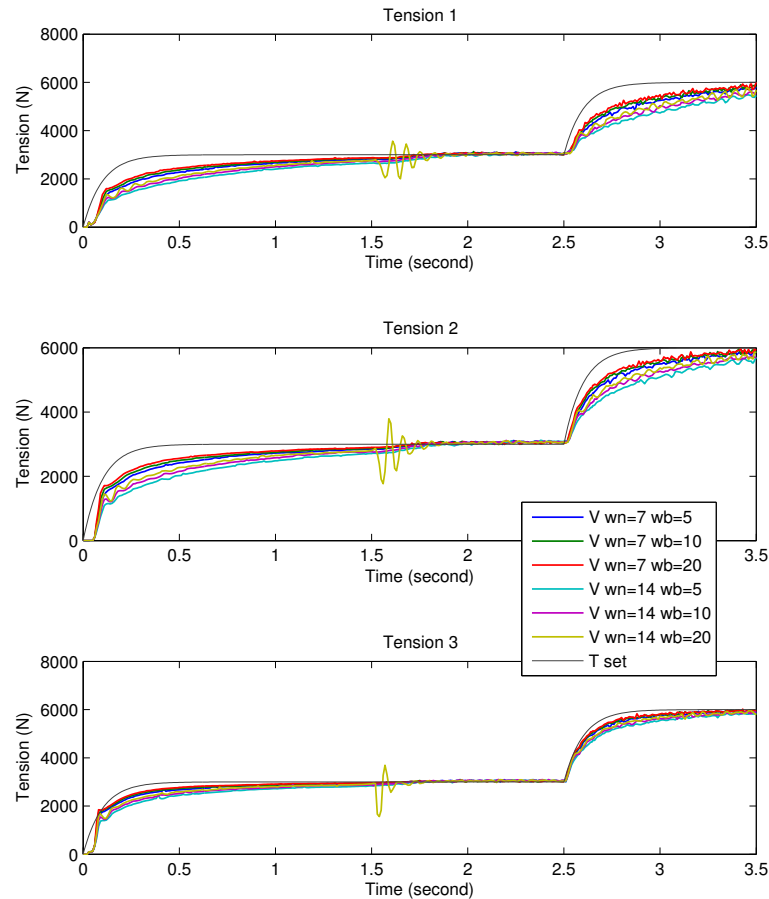 Tension 1
8000
6000
4000
2000
0
Tension (N)
0 0.5 1 1.5 2 2.5 3 3.5
Time (second)
Tension 2
6000
4000
2000
0
Tension (N)
0 0.5 1 1.5 2 2.5 3 3.5
Time (second)
V wn=7 wb=5
V wn=7 wb=10
V wn=7 wb=20
V wn=14 wb=5
V wn=14 wb=10
V wn=14 wb=20
T set
Tension 3
8000
6000
4000
2000
0
Tension (N)
0 0.5 1 1.5 2 2.5 3 3.5
Time (second)